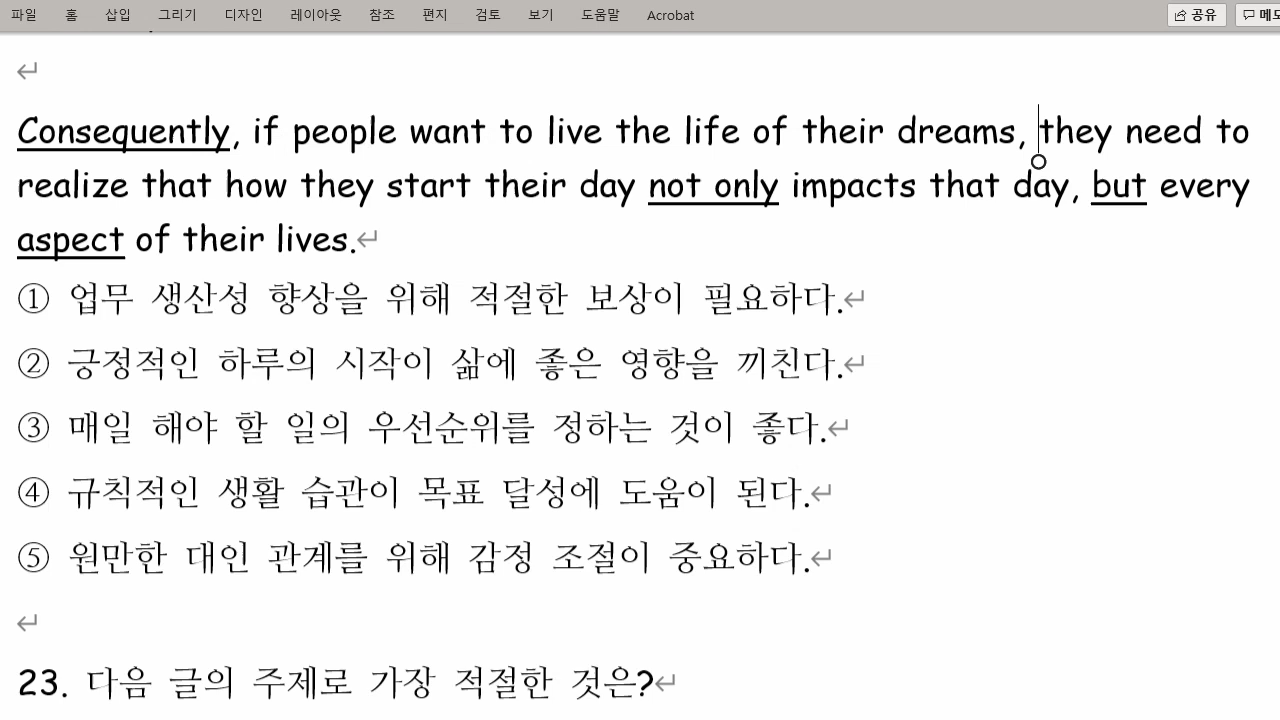 파일 홈 삽입 그리기 디자인 레이아웃 참조 편지 검토 보기 도움말 Acrobat 공유
Consequently, if people want to live the life of their dreams, they need to
realize that how they start their day not only impacts that day, but every
aspect of their lives.
① 업무 생산성 향상을 위해 적절한 보상이 필요하다.
② 긍정적인 하루의 시작이 삶에 좋은 영향을 끼친다.
③ 매일 해야 할 일의 우선순위를 정하는 것이 좋다.
④ 규칙적인 생활 습관이 목표 달성에 도움이 된다.
⑤ 원만한 대인 관계를 위해 감정 조절이 중요하다.
23. 다음 글의 주제로 가장 적절한 것은?